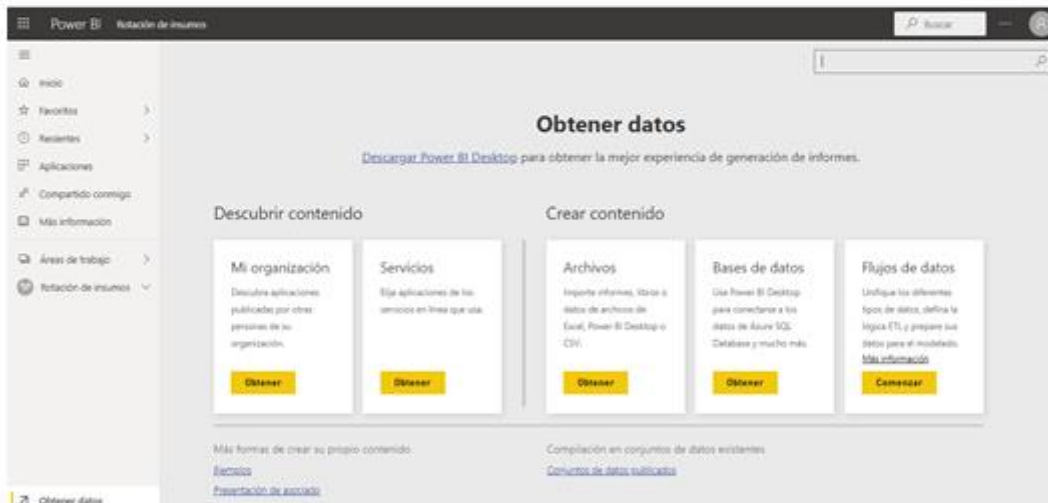 Power BI Rotación de insumos
Buscar
Inicio
Favoritos
Recientes
Aplicaciones
Compartido conmigo
Más información
Áreas de trabajo
Rotación de insumos
Obtener datos
Obtener datos
Descargar Power BI Desktop para obtener la mejor experiencia de generación de informes.
Descubrir contenido
Mi organización
Descubra aplicaciones
publicadas por otras
personas de su
organización.
Obtener
Servicios
Elija aplicaciones de los
servicios en línea que usa.
Obtener
Crear contenido
Archivos
Importe informes, libros o
datos de archivos de
Excel, Power BI Desktop o
CSV.
Obtener
Bases de datos
Use Power BI Desktop
para conectarse a los
datos de Azure SQL
Database y mucho más.
Obtener
Flujos de datos
Unifique los diferentes
tipos de datos, defina la
lógica ETL y prepare sus
datos para el modelado.
Más información
Comenzar
Más formas de crear su propio contenido
Ejemplos
Presentación de asociado
Compilación en conjuntos de datos existentes
Conjuntos de datos publicados